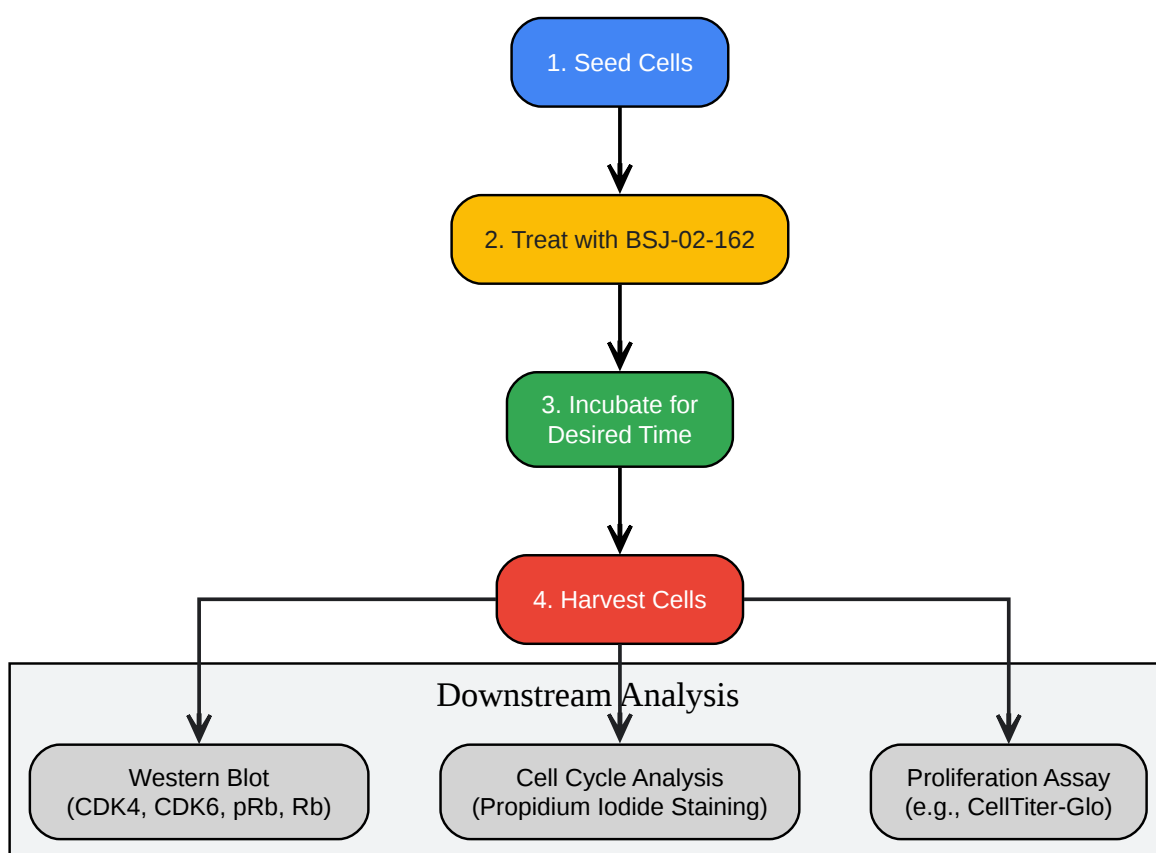 1. Seed Cells
2. Treat with BSJ-02-162
3. Incubate for
Desired Time
4. Harvest Cells
Downstream Analysis
Western Blot
(CDK4, CDK6, pRb, Rb)
Cell Cycle Analysis
(Propidium Iodide Staining)
Proliferation Assay
(e.g., CellTiter-Glo)